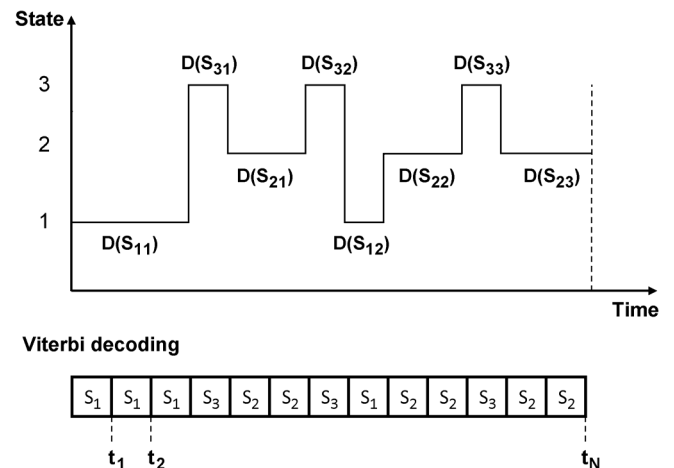 State
D(S31) D(S32) D(S33)
3
2
D(S21) D(S22) D(S23)
1
D(S11) D(S12)
Time
Viterbi decoding
S1 S1 S1 S3 S2 S2 S3 S1 S2 S2 S3 S2 S2
t1 t2 tN